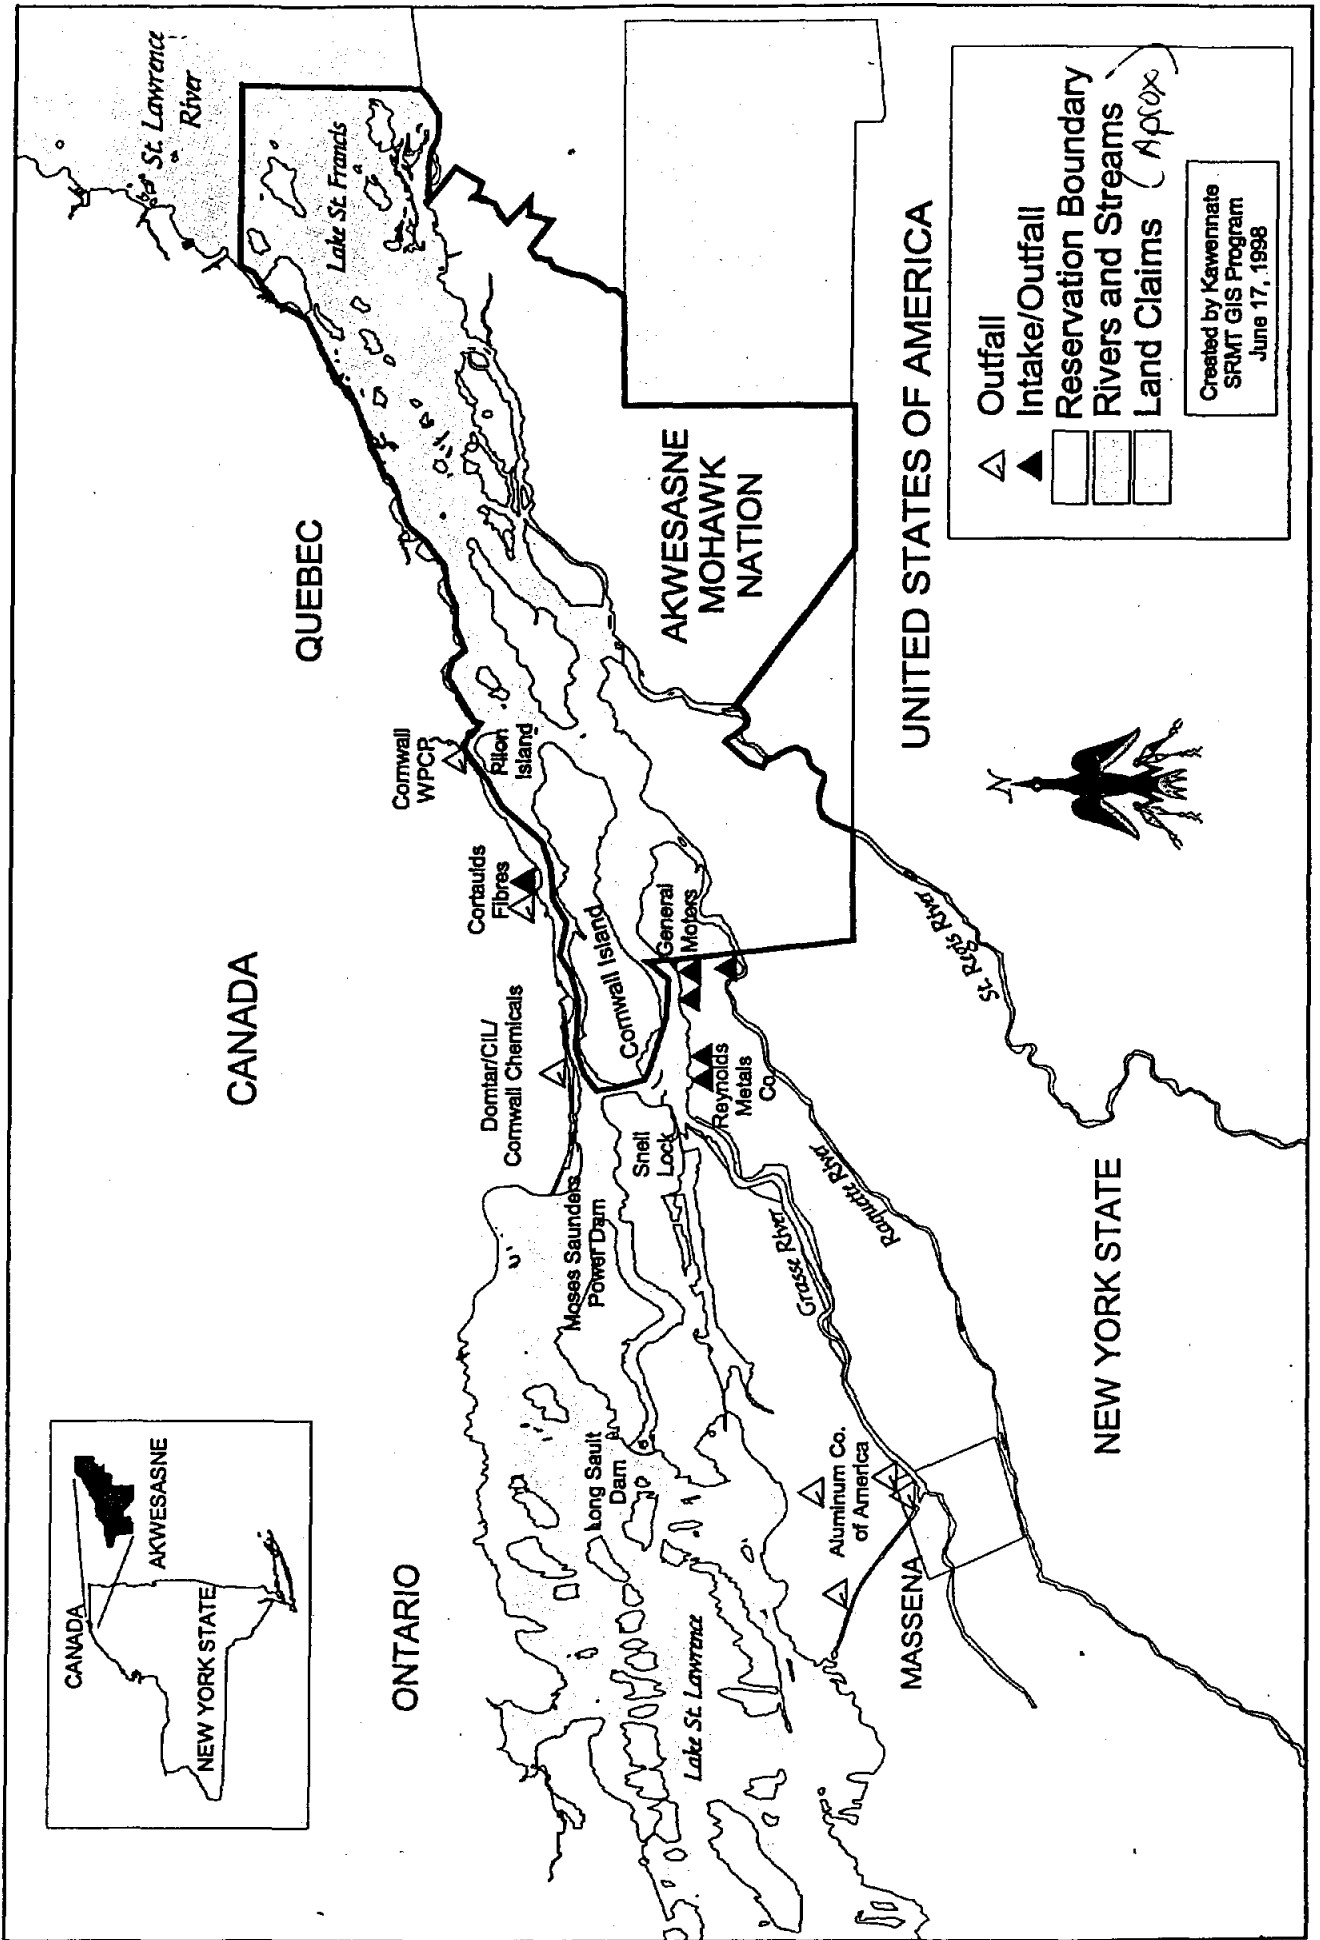 CANADA
NEW YORK STATE
AKWESASNE
CANADA
ONTARIO
QUEBEC
St. Lawrence
River
Lake St. Francis
Cornwall
WPCP
Pilon
Island
Cortaulds
Fibres
Domtar/CIL/
Cornwall Chemicals
Cornwall Island
General
Motors
Reynolds
Metals
Co.
Snell
Lock
Moses Saunders
Power Dam
Long Sault
Dam
Lake St. Lawrence
Aluminum Co.
of America
MASSENA
Grasse River
Raquette River
St. Regis River
AKWESASNE
MOHAWK
NATION
NEW YORK STATE
UNITED STATES OF AMERICA
N
Outfall
Intake/Outfall
Reservation Boundary
Rivers and Streams
Land Claims (Aprox)
Created by Kawennate
SRMT GIS Program
June 17, 1998